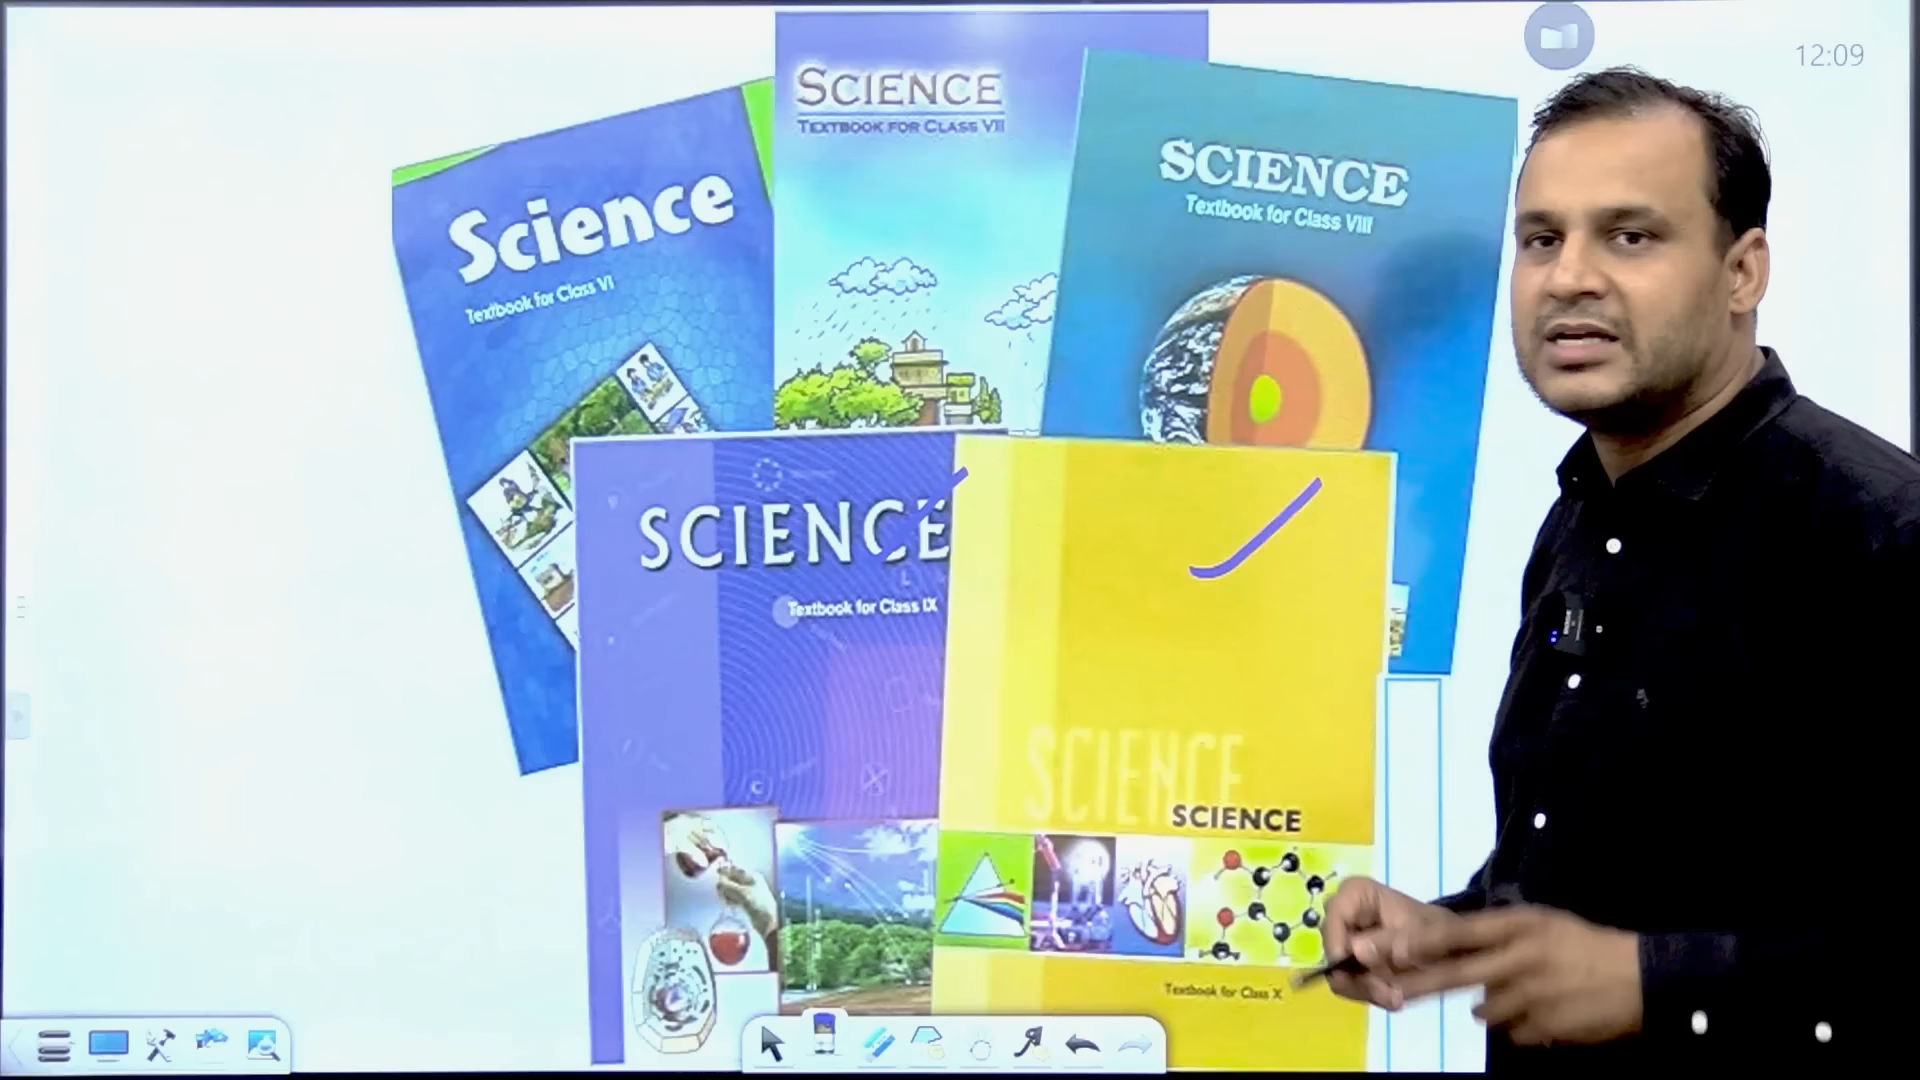 12:09
SCIENCE
TEXTBOOK FOR CLASS VII
SCIENCE
Textbook for Class VIII
Science
Textbook for Class VI
SCIENCE
Textbook for Class IX
SCIENCE
SCIENCE
Textbook for Class X